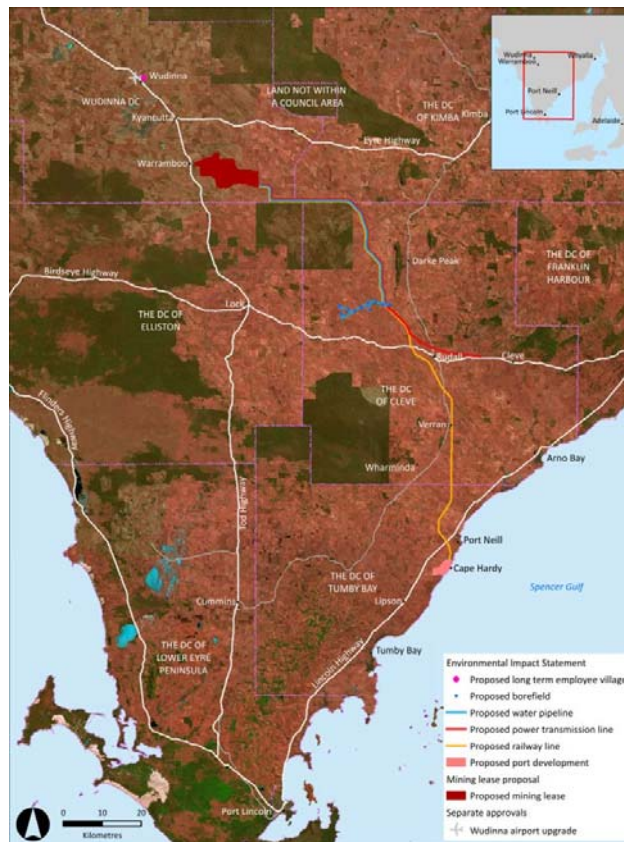 Wudinna
WUDINNA DC
LAND NOT WITHIN
A COUNCIL AREA
THE DC
OF KIMBA
Kimba
Kyanbutta
Eyre Highway
Warramboo
Wudinna
Warramboo
Whyalla
Port Neill
Port Lincoln
Adelaide
Darke Peak
THE DC OF
FRANKLIN
HARBOUR
Birdseye Highway
Lock
THE DC OF
ELLISTON
Rudall
Cleve
THE DC
OF CLEVE
Flinders Highway
Verran
Wharminda
Arno Bay
Tod Highway
Port Neill
Cape Hardy
THE DC OF
TUMBY BAY
Spencer Gulf
Cummins
Lipson
Lincoln Highway
THE DC OF
LOWER EYRE
PENINSULA
Tumby Bay
Port Lincoln
0 10 20
Kilometres
Environmental Impact Statement
Proposed long term employee village
Proposed borefield
Proposed water pipeline
Proposed power transmission line
Proposed railway line
Proposed port development
Mining lease proposal
Proposed mining lease
Separate approvals
Wudinna airport upgrade